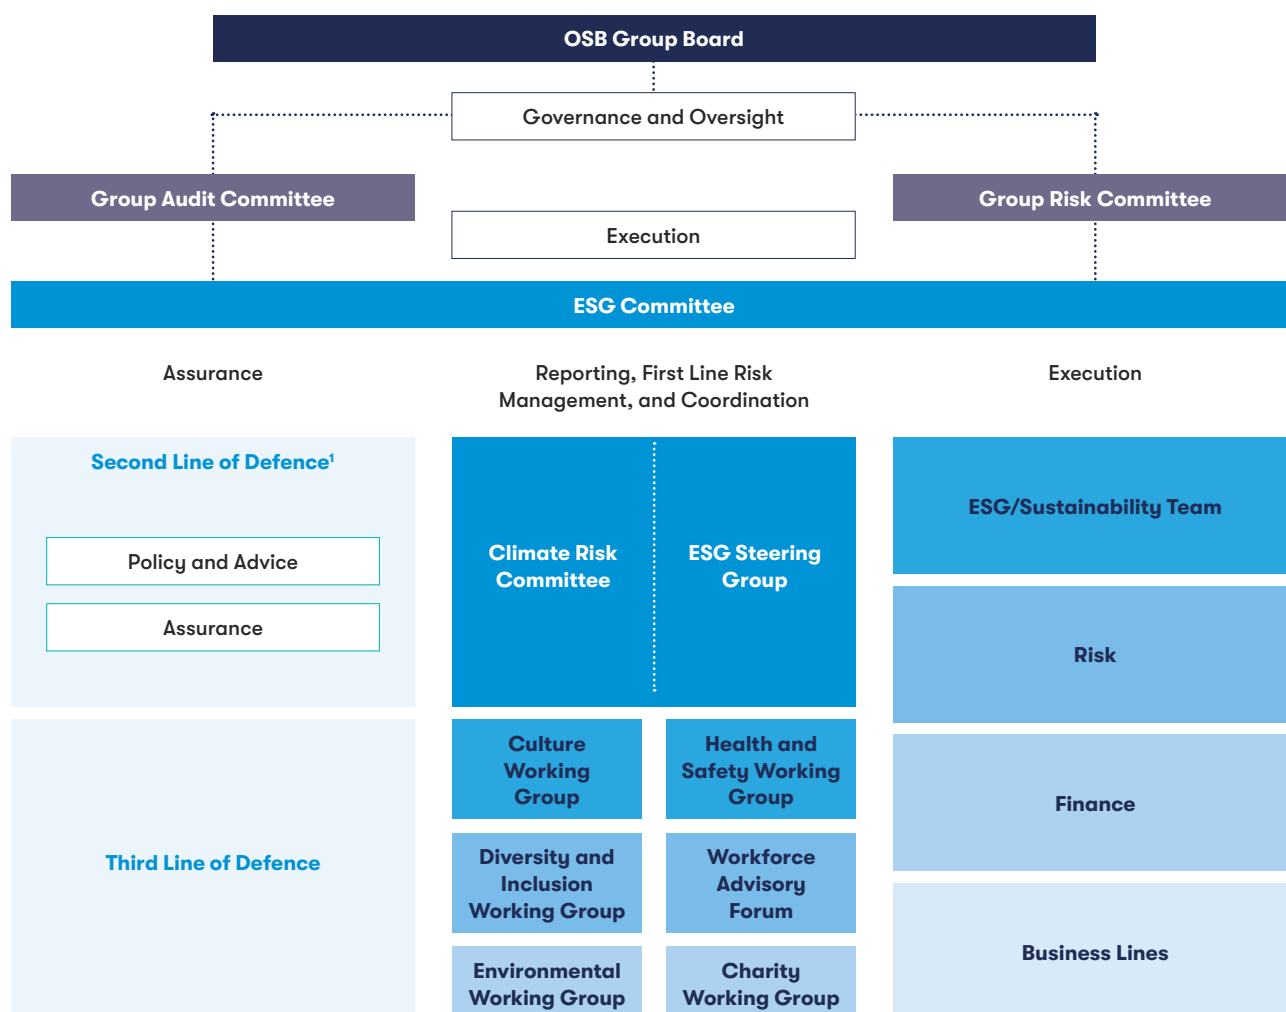 OSB Group Board
Governance and Oversight
Group Audit Committee
Group Risk Committee
Execution
ESG Committee
Assurance
Reporting, First Line Risk
Management, and Coordination
Execution
Second Line of Defence¹
Policy and Advice
Assurance
Third Line of Defence
Climate Risk
Committee
ESG Steering
Group
Culture
Working
Group
Health and
Safety Working
Group
Diversity and
Inclusion
Working Group
Workforce
Advisory
Forum
Environmental
Working Group
Charity
Working Group
ESG/Sustainability Team
Risk
Finance
Business Lines